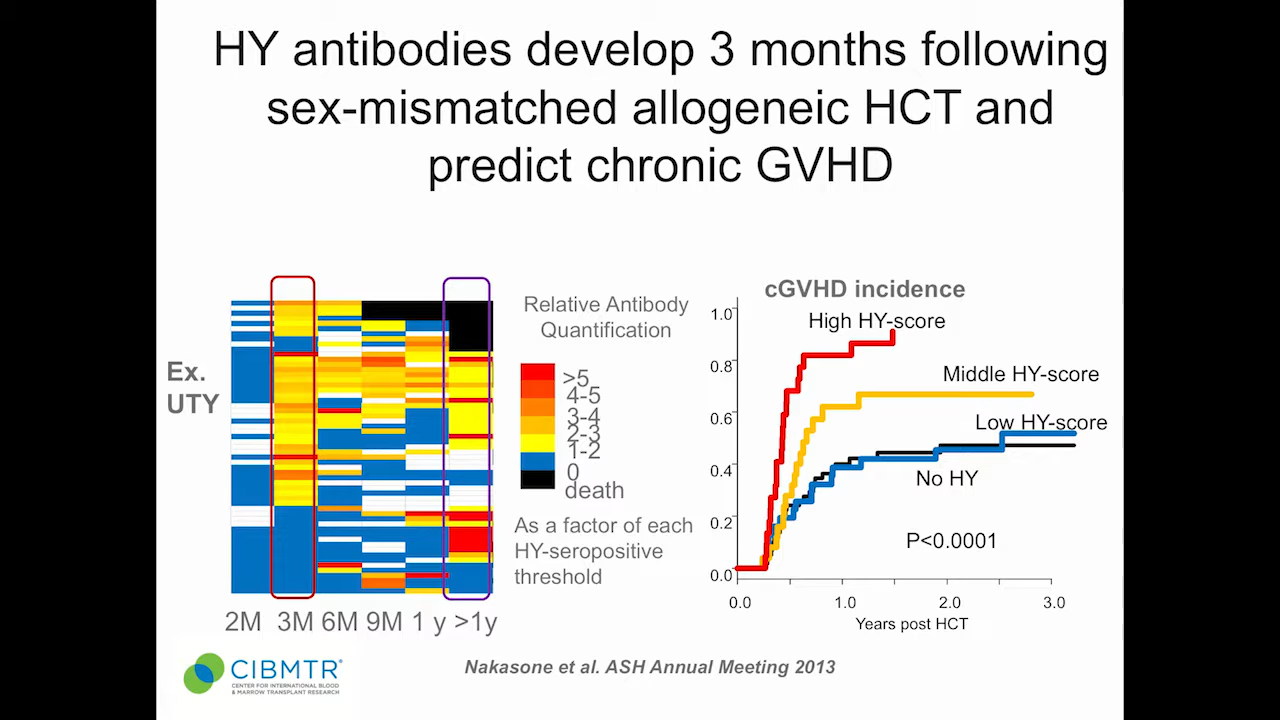 HY antibodies develop 3 months following
sex-mismatched allogeneic HCT and
predict chronic GVHD
Ex.
UTY
2M 3M 6M 9M 1 y >1y
Relative Antibody
Quantification
>5
4-5
3-4
2-3
1-2
0
death
As a factor of each
HY-seropositive
threshold
cGVHD incidence
High HY-score
Middle HY-score
Low HY-score
No HY
P<0.0001
1.0
0.8
0.6
0.4
0.2
0.0
0.0 1.0 2.0 3.0
Years post HCT
CIBMTR®
CENTER FOR INTERNATIONAL BLOOD
& MARROW TRANSPLANT RESEARCH
Nakasone et al. ASH Annual Meeting 2013